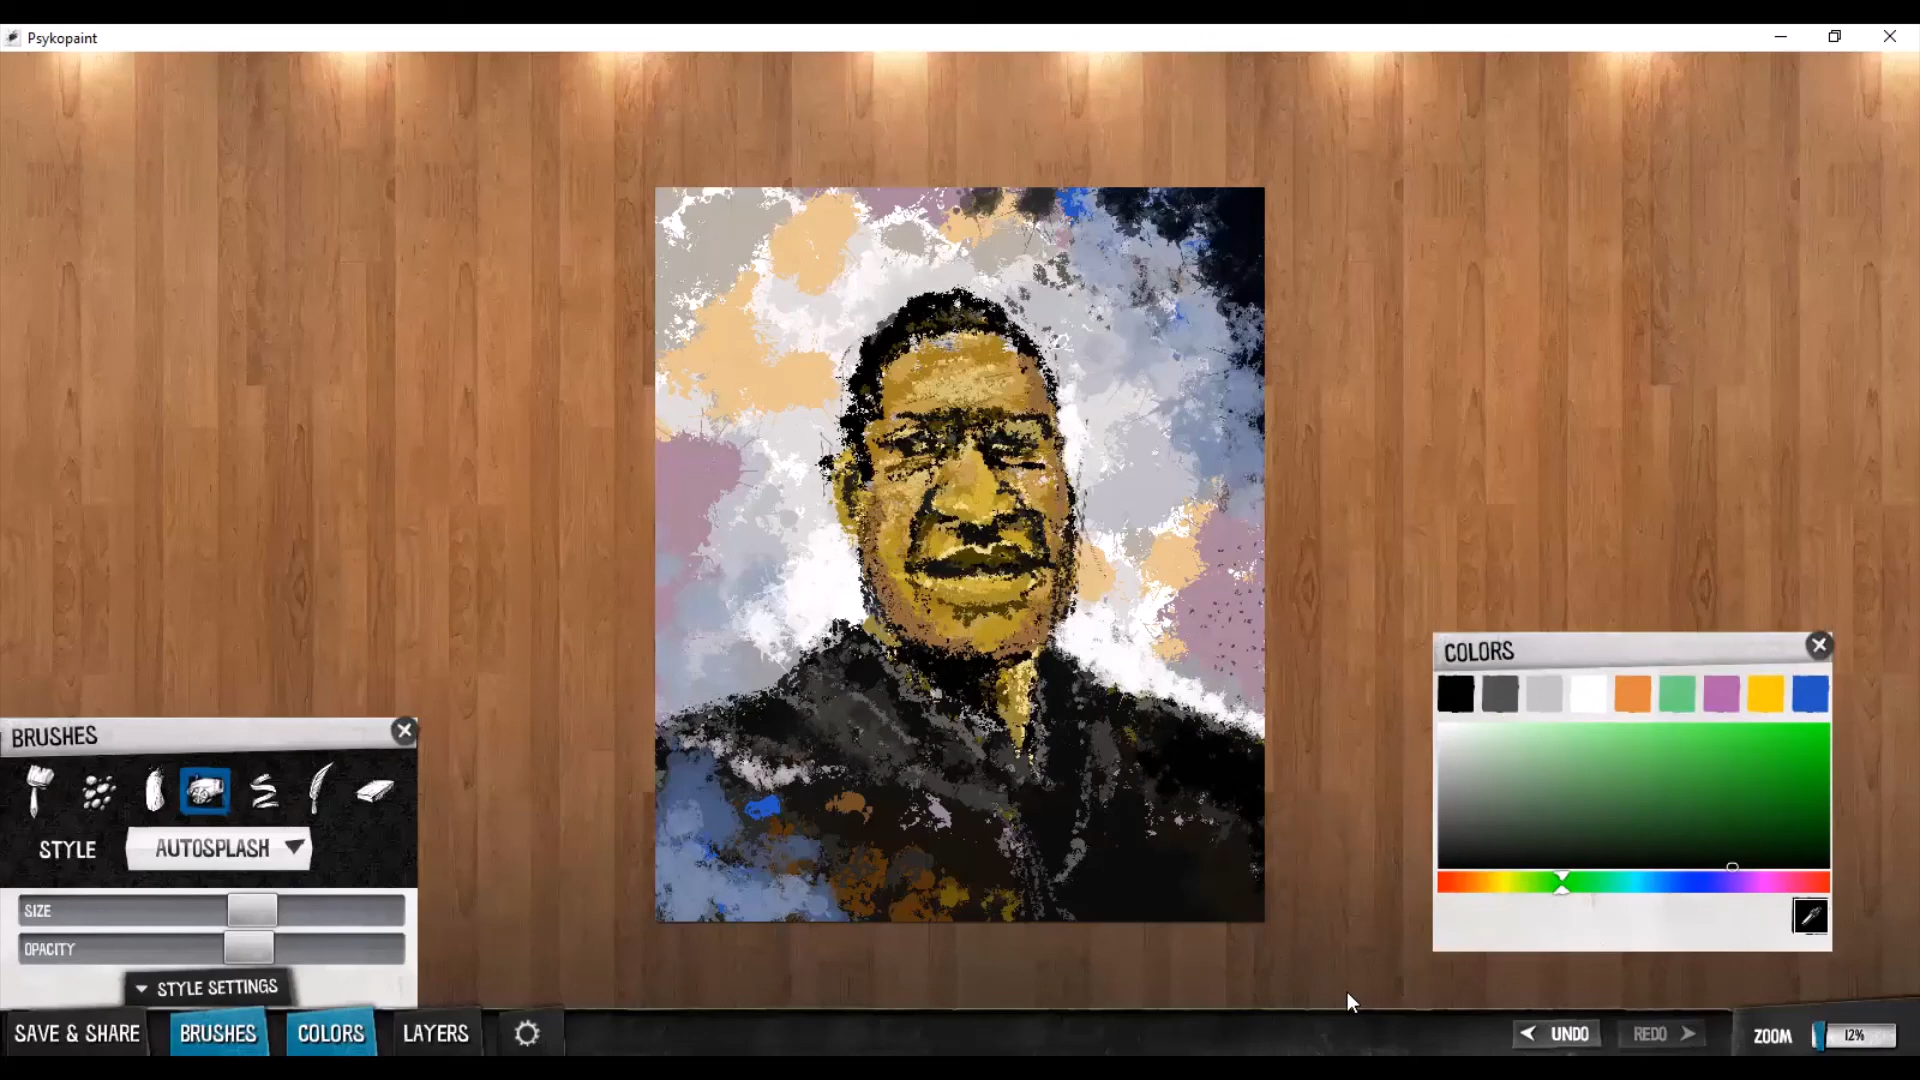 Psykopaint
COLORS
BRUSHES
STYLE
AUTOSPLASH
SIZE
OPACITY
STYLE SETTINGS
SAVE & SHARE
BRUSHES
COLORS
LAYERS
UNDO
REDO
ZOOM
12%